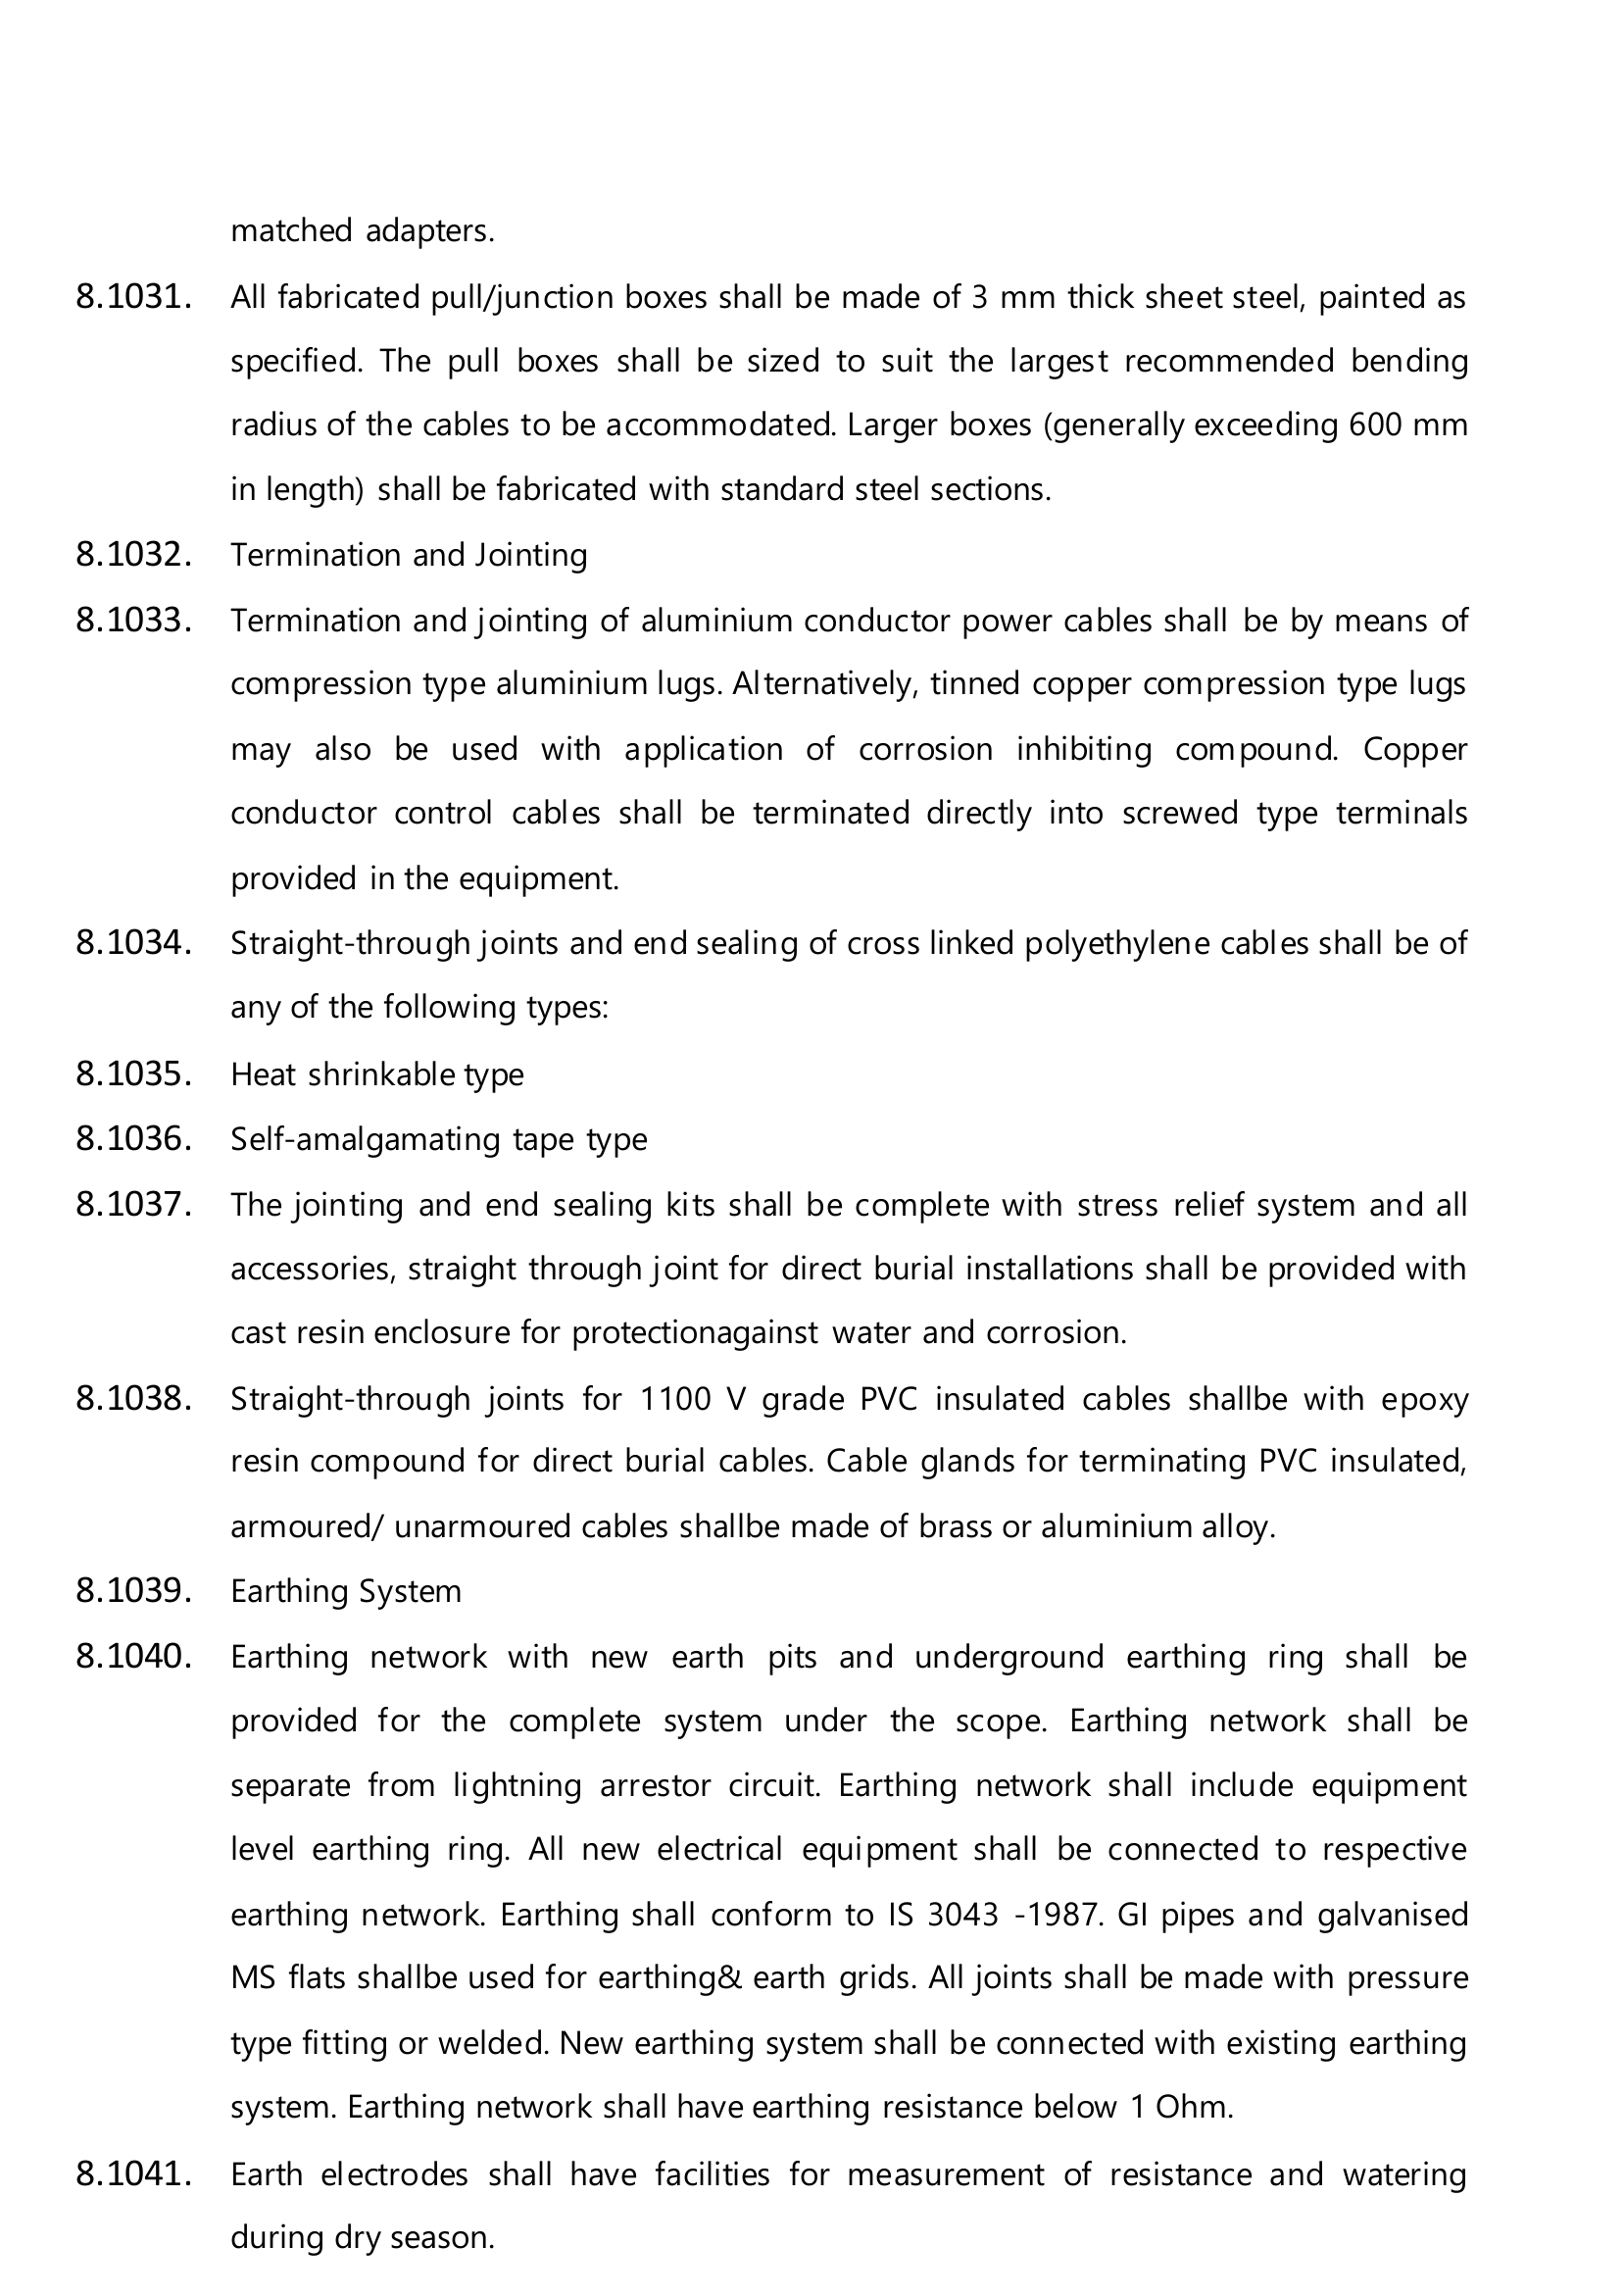 matched adapters.
8.1031. All fabricated pull/junction boxes shall be made of 3 mm thick sheet steel, painted as
specified. The pull boxes shall be sized to suit the largest recommended bending
radius of the cables to be accommodated. Larger boxes (generally exceeding 600 mm
in length) shall be fabricated with standard steel sections.
8.1032. Termination and Jointing
8.1033. Termination and jointing of aluminium conductor power cables shall be by means of
compression type aluminium lugs. Alternatively, tinned copper compression type lugs
may also be used with application of corrosion inhibiting compound. Copper
conductor control cables shall be terminated directly into screwed type terminals
provided in the equipment.
8.1034. Straight-through joints and end sealing of cross linked polyethylene cables shall be of
any of the following types:
8.1035. Heat shrinkable type
8.1036. Self-amalgamating tape type
8.1037. The jointing and end sealing kits shall be complete with stress relief system and all
accessories, straight through joint for direct burial installations shall be provided with
cast resin enclosure for protectionagainst water and corrosion.
8.1038. Straight-through joints for 1100 V grade PVC insulated cables shallbe with epoxy
resin compound for direct burial cables. Cable glands for terminating PVC insulated,
armoured/ unarmoured cables shallbe made of brass or aluminium alloy.
8.1039. Earthing System
8.1040. Earthing network with new earth pits and underground earthing ring shall be
provided for the complete system under the scope. Earthing network shall be
separate from lightning arrestor circuit. Earthing network shall include equipment
level earthing ring. All new electrical equipment shall be connected to respective
earthing network. Earthing shall conform to IS 3043 -1987. GI pipes and galvanised
MS flats shallbe used for earthing& earth grids. All joints shall be made with pressure
type fitting or welded. New earthing system shall be connected with existing earthing
system. Earthing network shall have earthing resistance below 1 Ohm.
8.1041. Earth electrodes shall have facilities for measurement of resistance and watering
during dry season.